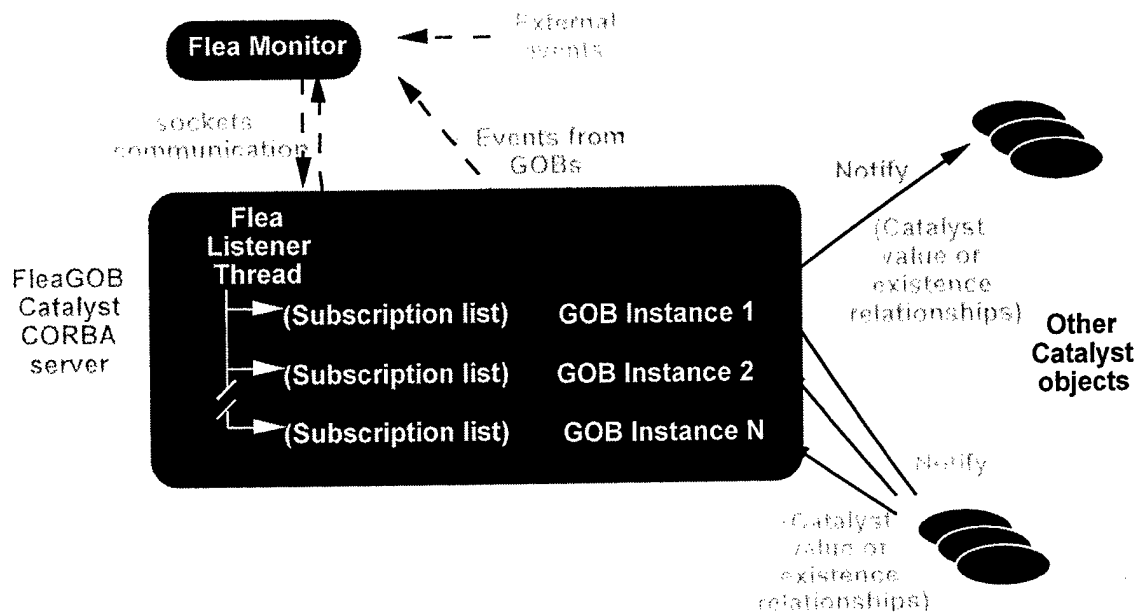 Flea Monitor
External
events
sockets
communication
Events from
GOBs
Notify
Flea
Listener
Thread
(Catalyst
value or
existence
relationships)
FleaGOB
Catalyst
CORBA
server
(Subscription list) GOB Instance 1
(Subscription list) GOB Instance 2
(Subscription list) GOB Instance N
Other
Catalyst
objects
Notify
(Catalyst
value or
existence
relationships)